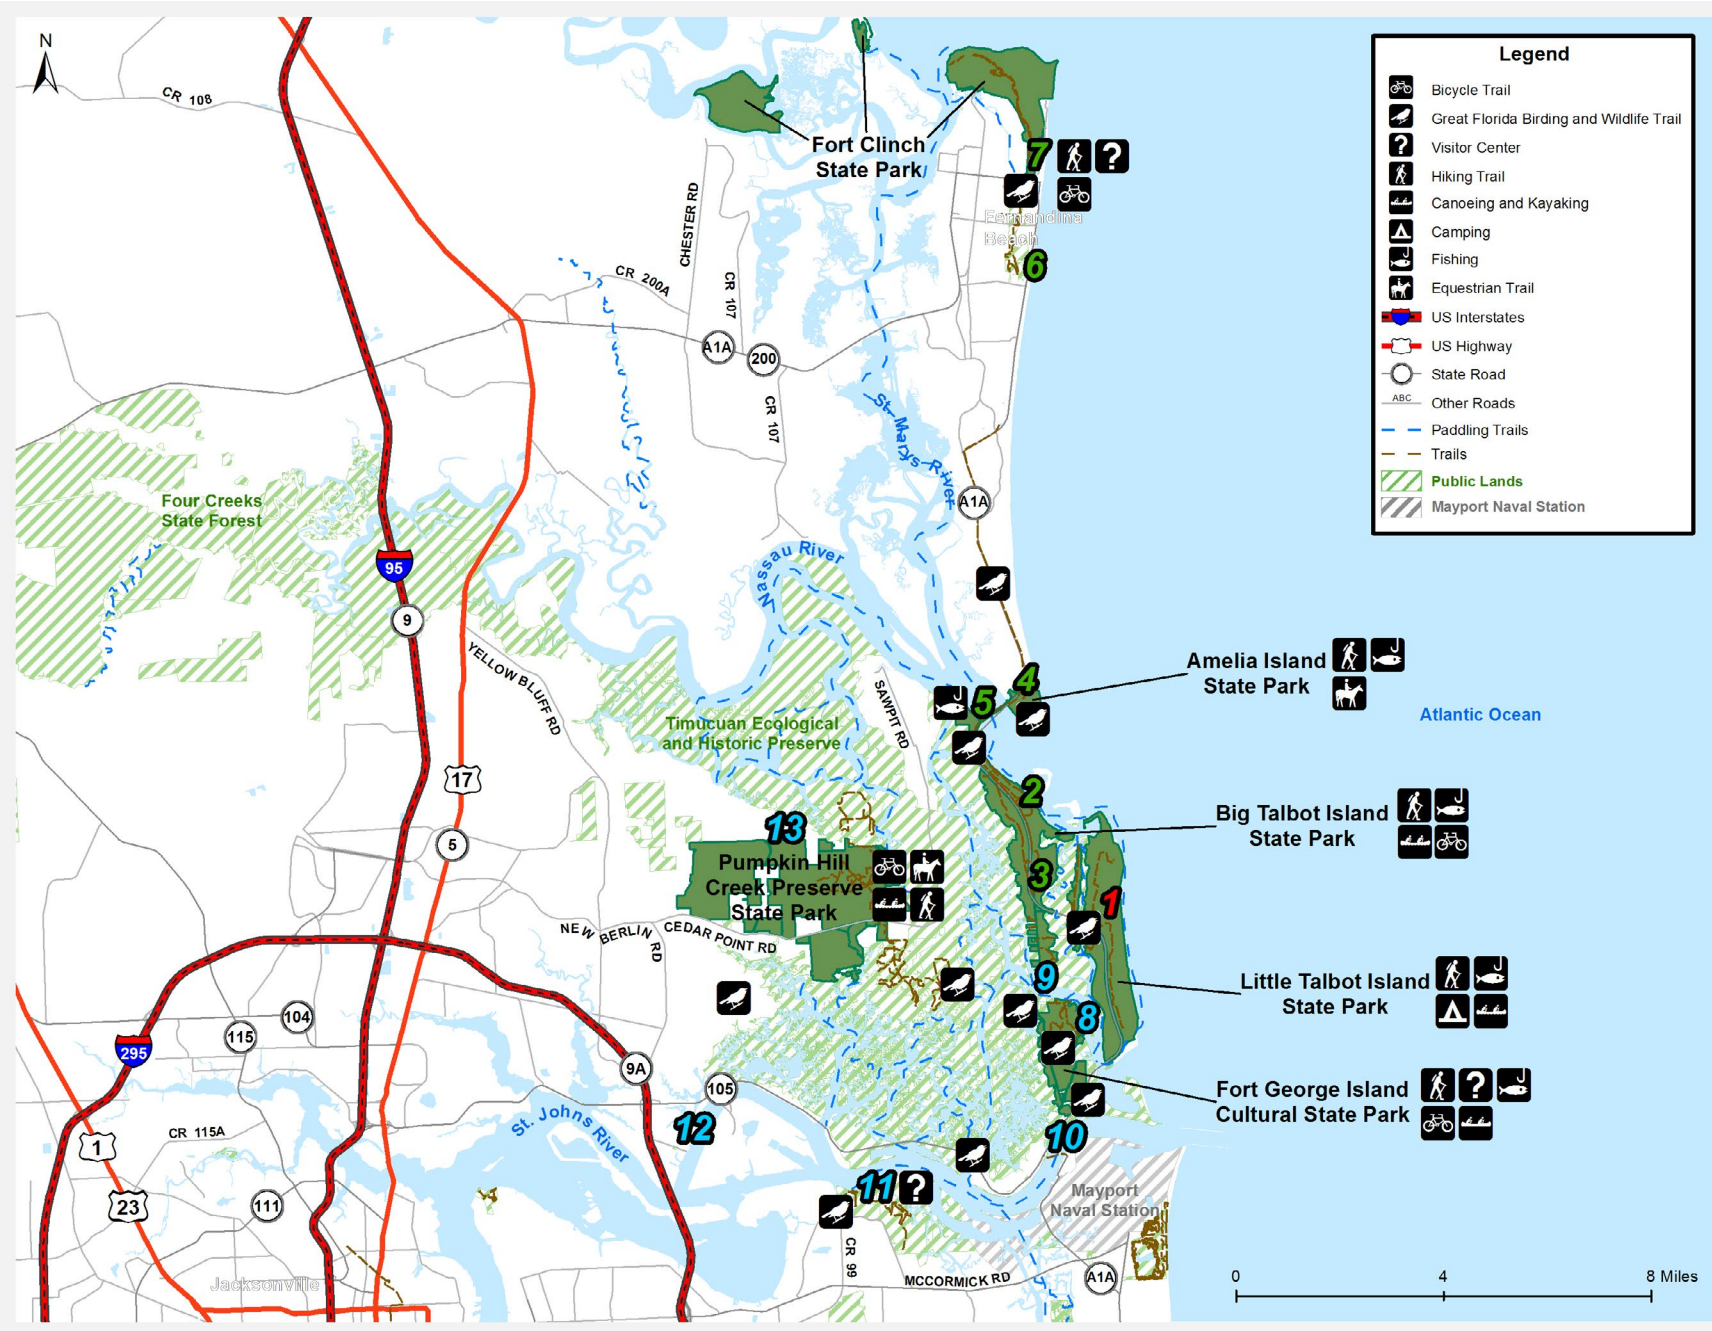 N
CR 108
Fort Clinch
State Park
7
?
Fernandina
Beach
6
CHESTER RD
CR 200A
CR 107
A1A
200
CR 107
St. Marys River
A1A
Four Creeks
State Forest
95
9
Nassau River
YELLOW BLUFF RD
SAWPIT RD
Timucuan Ecological
and Historic Preserve
4
5
Amelia Island
State Park
Atlantic Ocean
17
5
2
Big Talbot Island
State Park
13
Pumpkin Hill
Creek Preserve
State Park
3
1
NEW BERLIN RD
CEDAR POINT RD
9
Little Talbot Island
State Park
8
104
115
295
9A
105
Fort George Island
Cultural State Park
?
12
St. Johns River
10
CR 115A
1
23
111
11
?
Mayport
Naval Station
CR 99
MCCORMICK RD
A1A
Jacksonville
Legend
Bicycle Trail
Great Florida Birding and Wildlife Trail
?
Visitor Center
Hiking Trail
Canoeing and Kayaking
Camping
Fishing
Equestrian Trail
US Interstates
US Highway
State Road
ABC
Other Roads
Paddling Trails
Trails
Public Lands
Mayport Naval Station
0 4 8 Miles